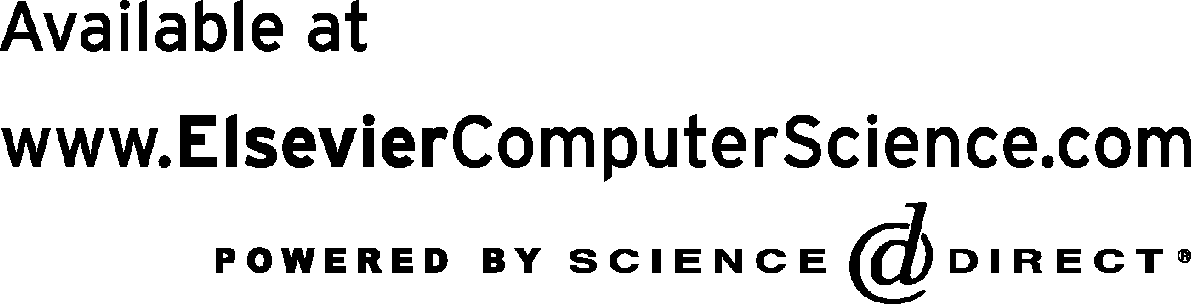 Available at
www.ElsevierComputerScience.com
POWERED BY SCIENCE @ DIRECT®